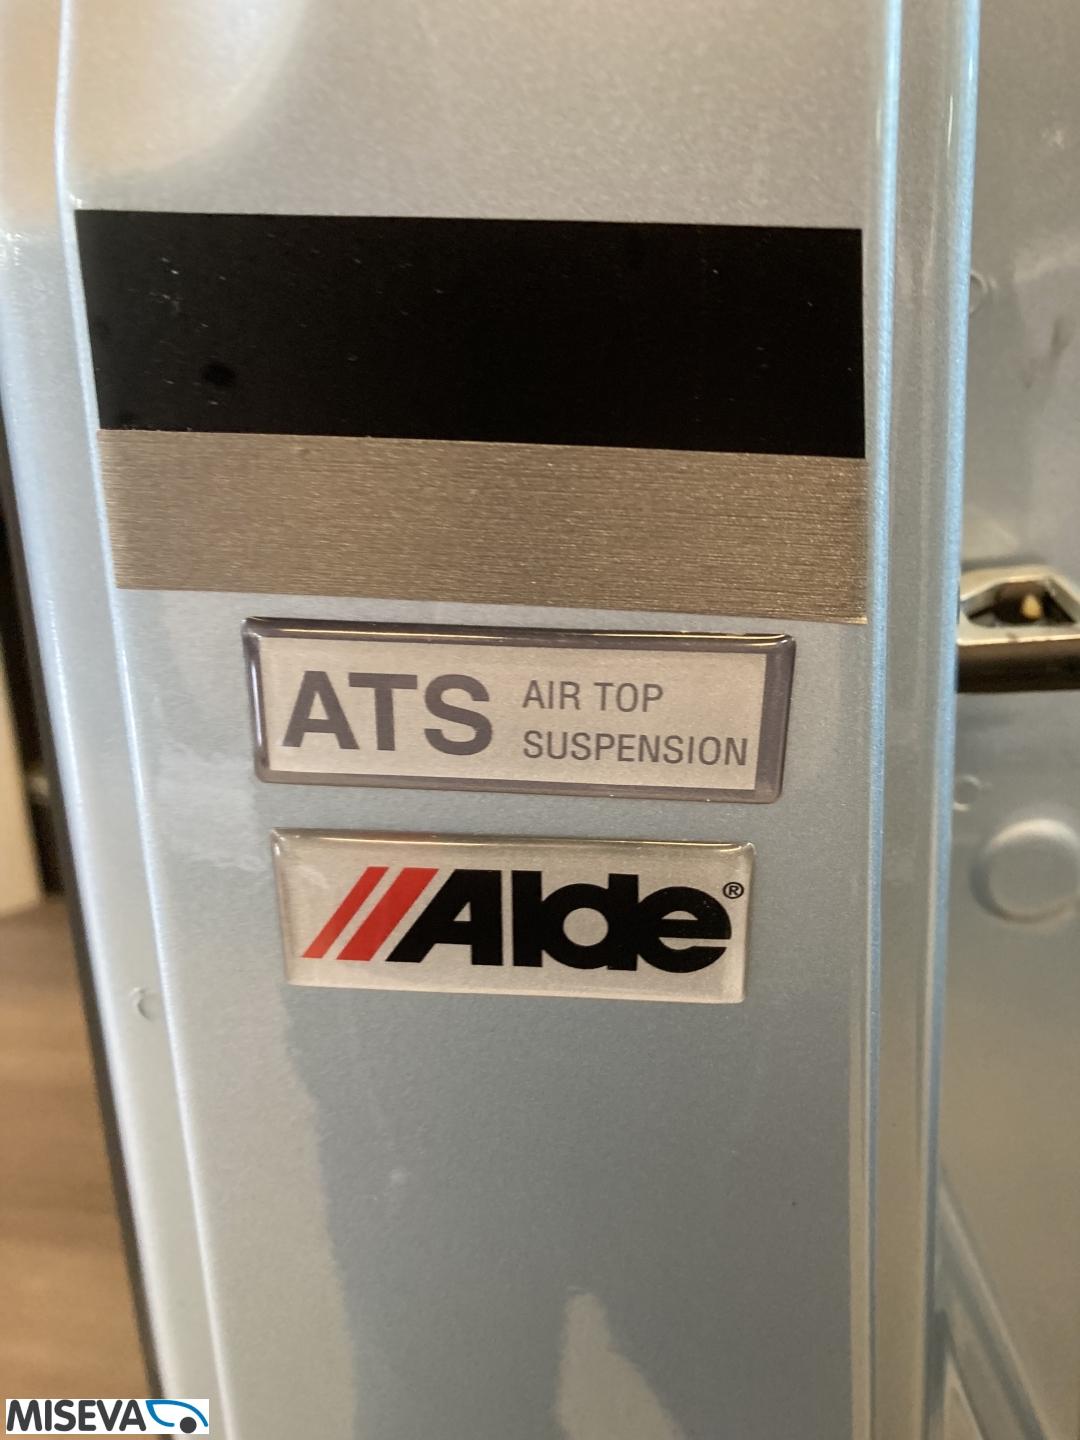 ATS AIR TOP
SUSPENSION
Alde®
MISEVA